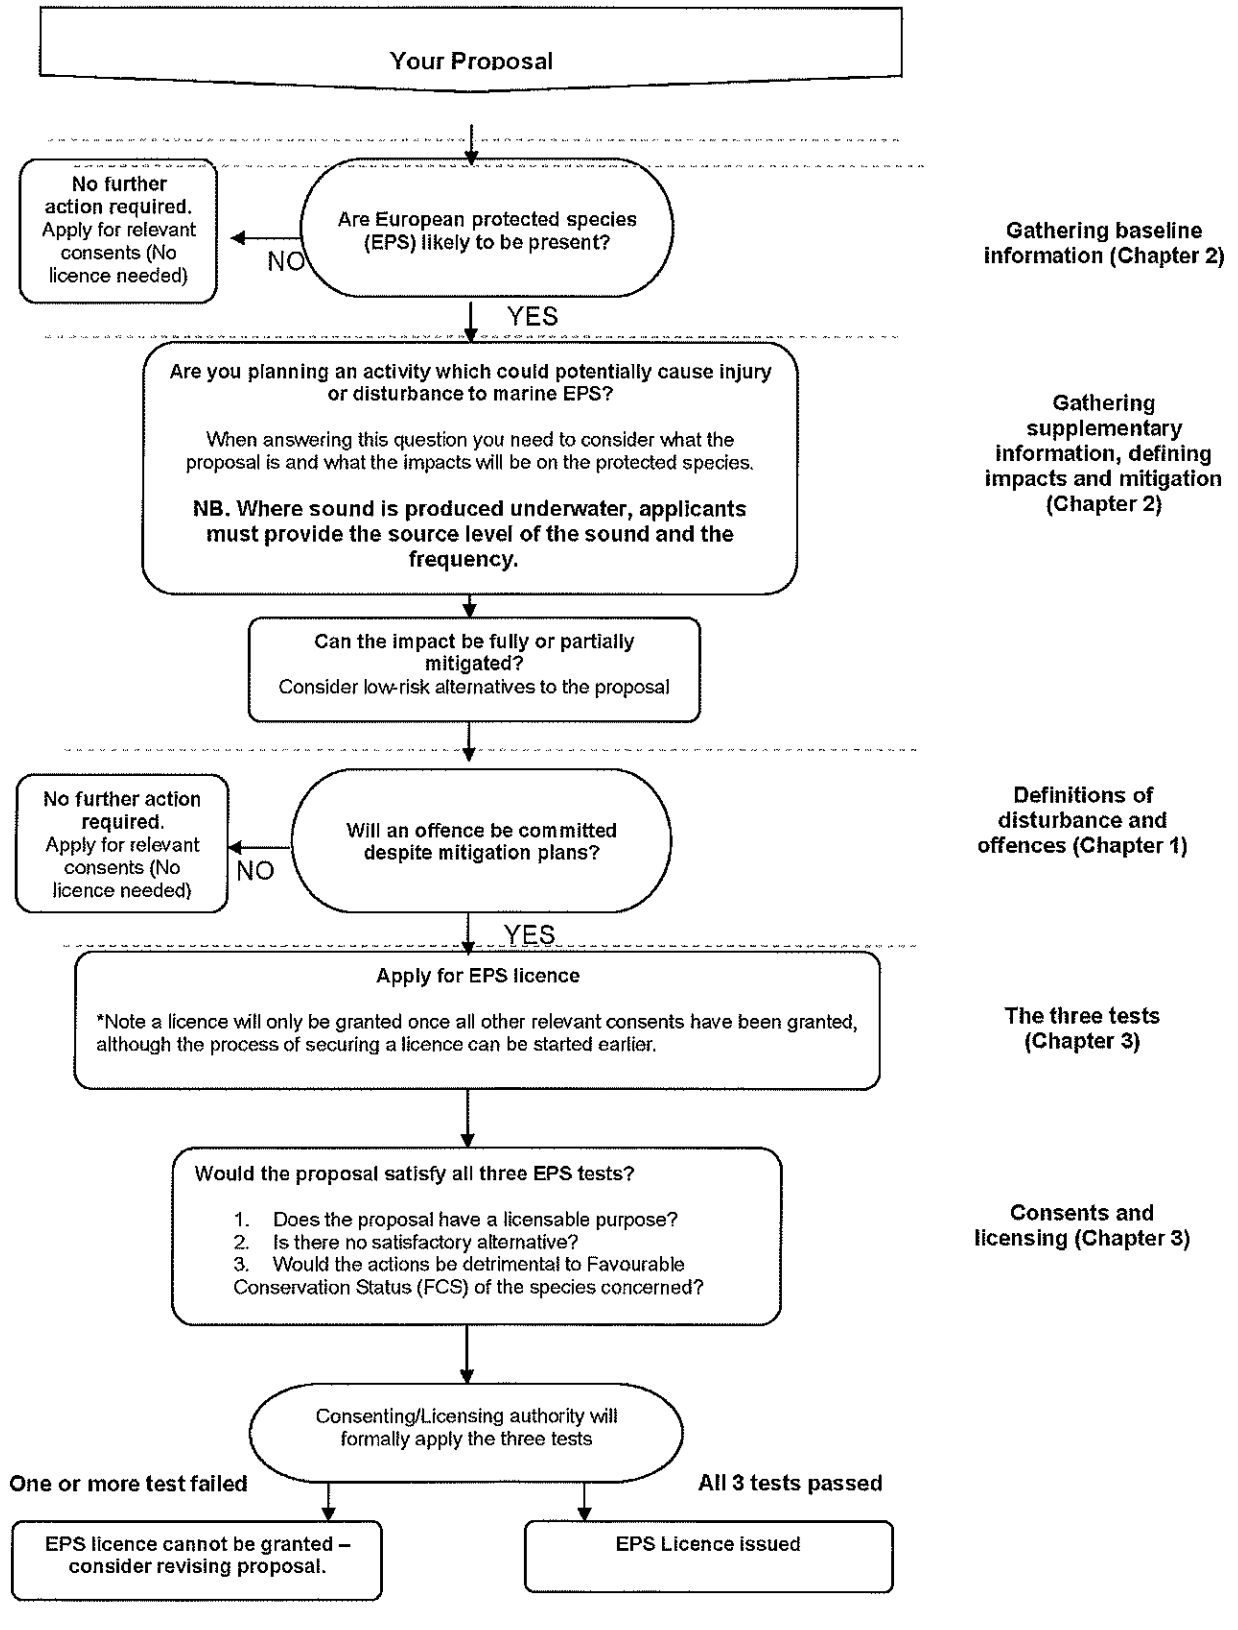 Your Proposal
No further
action required.
Apply for relevant
consents (No
licence needed)
NO
Are European protected species
(EPS) likely to be present?
Gathering baseline
information (Chapter 2)
YES
Are you planning an activity which could potentially cause injury
or disturbance to marine EPS?
When answering this question you need to consider what the
proposal is and what the impacts will be on the protected species.
NB. Where sound is produced underwater, applicants
must provide the source level of the sound and the
frequency.
Gathering
supplementary
information, defining
impacts and mitigation
(Chapter 2)
Can the impact be fully or partially
mitigated?
Consider low-risk alternatives to the proposal
No further action
required.
Apply for relevant
consents (No
licence needed)
NO
Will an offence be committed
despite mitigation plans?
Definitions of
disturbance and
offences (Chapter 1)
YES
Apply for EPS licence
*Note a licence will only be granted once all other relevant consents have been granted,
although the process of securing a licence can be started earlier.
The three tests
(Chapter 3)
Would the proposal satisfy all three EPS tests?
1. Does the proposal have a licensable purpose?
2. Is there no satisfactory alternative?
3. Would the actions be detrimental to Favourable
Conservation Status (FCS) of the species concerned?
Consents and
licensing (Chapter 3)
Consenting/Licensing authority will
formally apply the three tests
One or more test failed
All 3 tests passed
EPS licence cannot be granted –
consider revising proposal.
EPS Licence issued